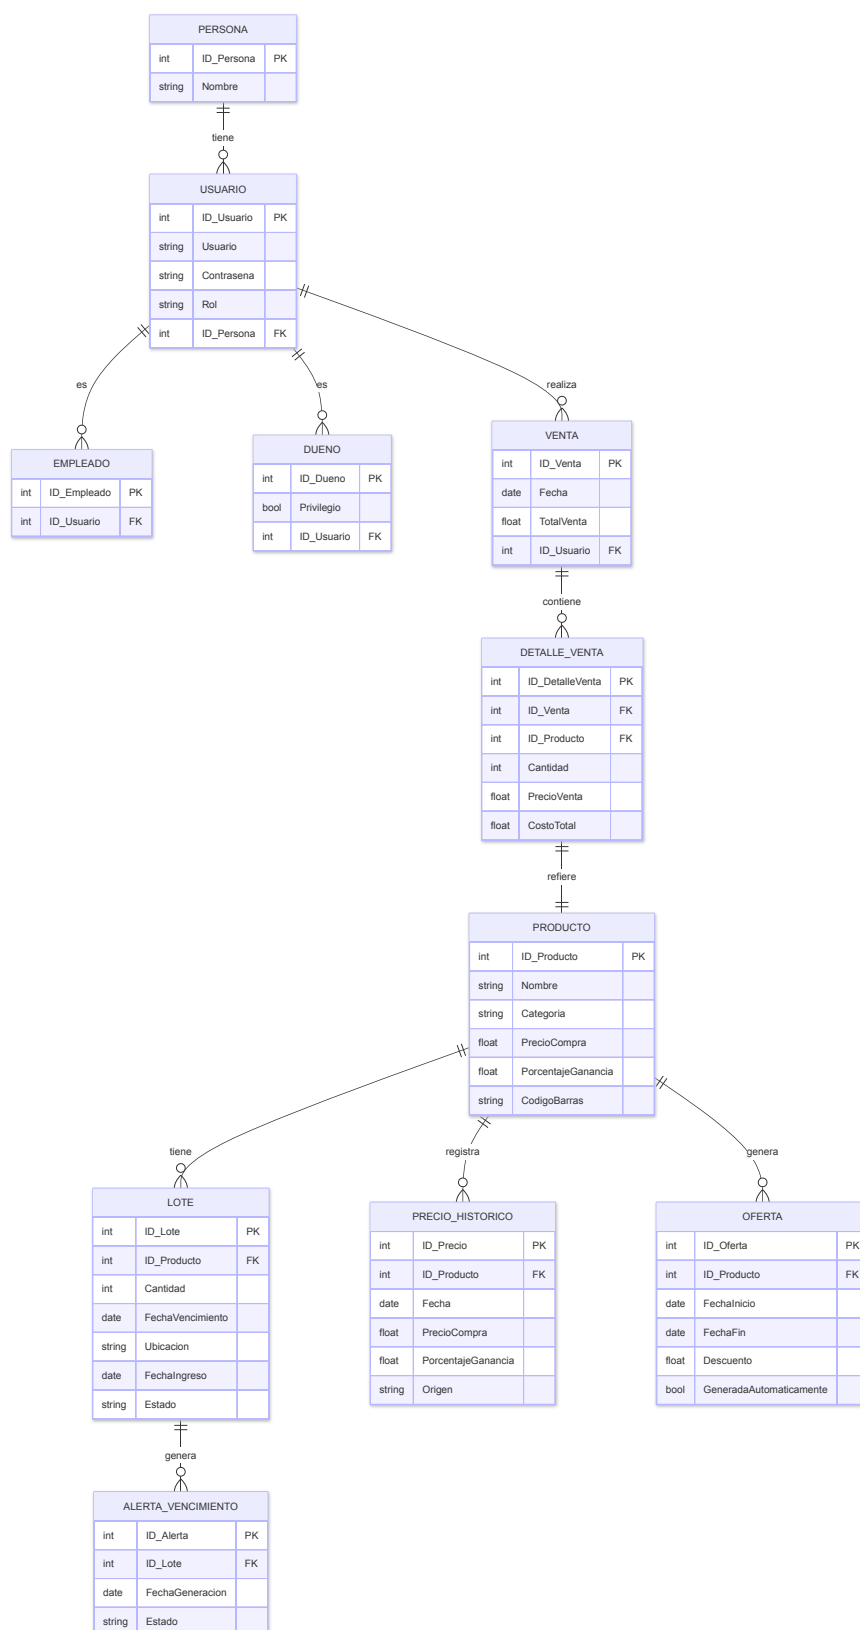 PERSONA
int ID_Persona PK
string Nombre
tiene
USUARIO
int ID_Usuario PK
string Usuario
string Contrasena
string Rol
int ID_Persona FK
es
es
realiza
EMPLEADO
int ID_Empleado PK
int ID_Usuario FK
DUENO
int ID_Dueno PK
bool Privilegio
int ID_Usuario FK
VENTA
int ID_Venta PK
date Fecha
float TotalVenta
int ID_Usuario FK
contiene
DETALLE_VENTA
int ID_DetalleVenta PK
int ID_Venta FK
int ID_Producto FK
int Cantidad
float PrecioVenta
float CostoTotal
refiere
PRODUCTO
int ID_Producto PK
string Nombre
string Categoria
float PrecioCompra
float PorcentajeGanancia
string CodigoBarras
tiene
registra
genera
LOTE
int ID_Lote PK
int ID_Producto FK
int Cantidad
date FechaVencimiento
string Ubicacion
date FechaIngreso
string Estado
PRECIO_HISTORICO
int ID_Precio PK
int ID_Producto FK
date Fecha
float PrecioCompra
float PorcentajeGanancia
string Origen
OFERTA
int ID_Oferta PK
int ID_Producto FK
date FechaInicio
date FechaFin
float Descuento
bool GeneradaAutomaticamente
genera
ALERTA_VENCIMIENTO
int ID_Alerta PK
int ID_Lote FK
date FechaGeneracion
string Estado